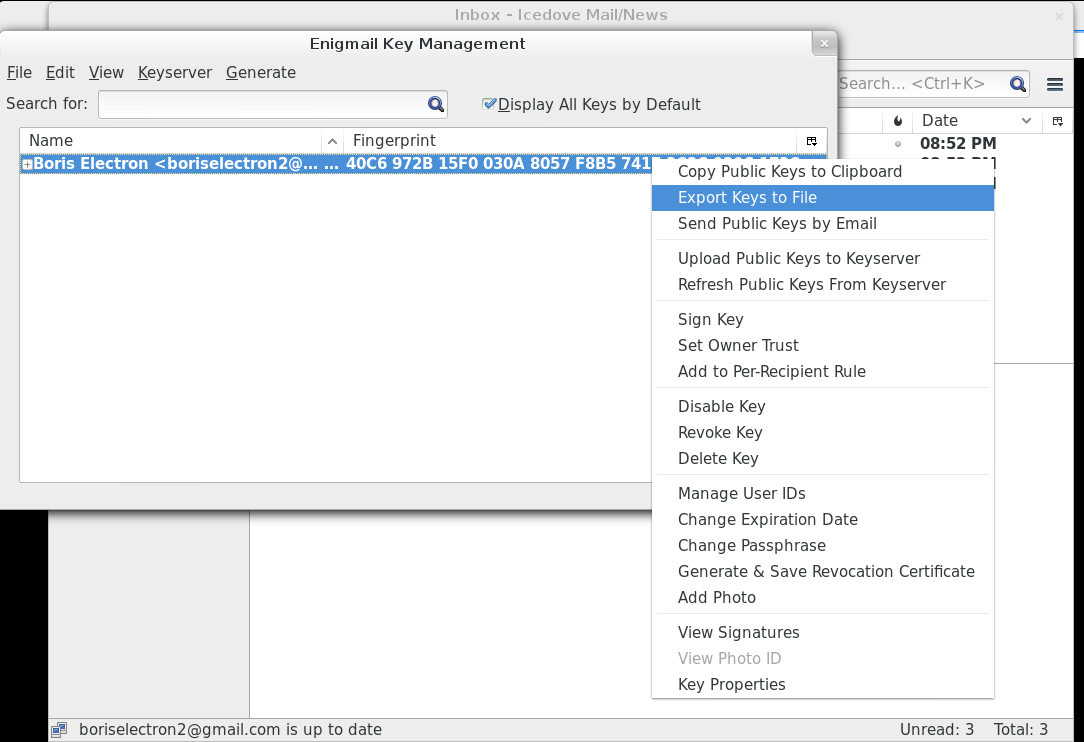 Inbox - Icedove Mail/News
Enigmail Key Management
File Edit View Keyserver Generate
Search... <Ctrl+K>
Search for:
Display All Keys by Default
Name Fingerprint
Date
Boris Electron <boriselectron2@... ... 40C6 972B 15F0 030A 8057 F8B5 741
08:52 PM
Copy Public Keys to Clipboard
Export Keys to File
Send Public Keys by Email
Upload Public Keys to Keyserver
Refresh Public Keys From Keyserver
Sign Key
Set Owner Trust
Add to Per-Recipient Rule
Disable Key
Revoke Key
Delete Key
Manage User IDs
Change Expiration Date
Change Passphrase
Generate & Save Revocation Certificate
Add Photo
View Signatures
View Photo ID
Key Properties
boriselectron2@gmail.com is up to date
Unread: 3 Total: 3